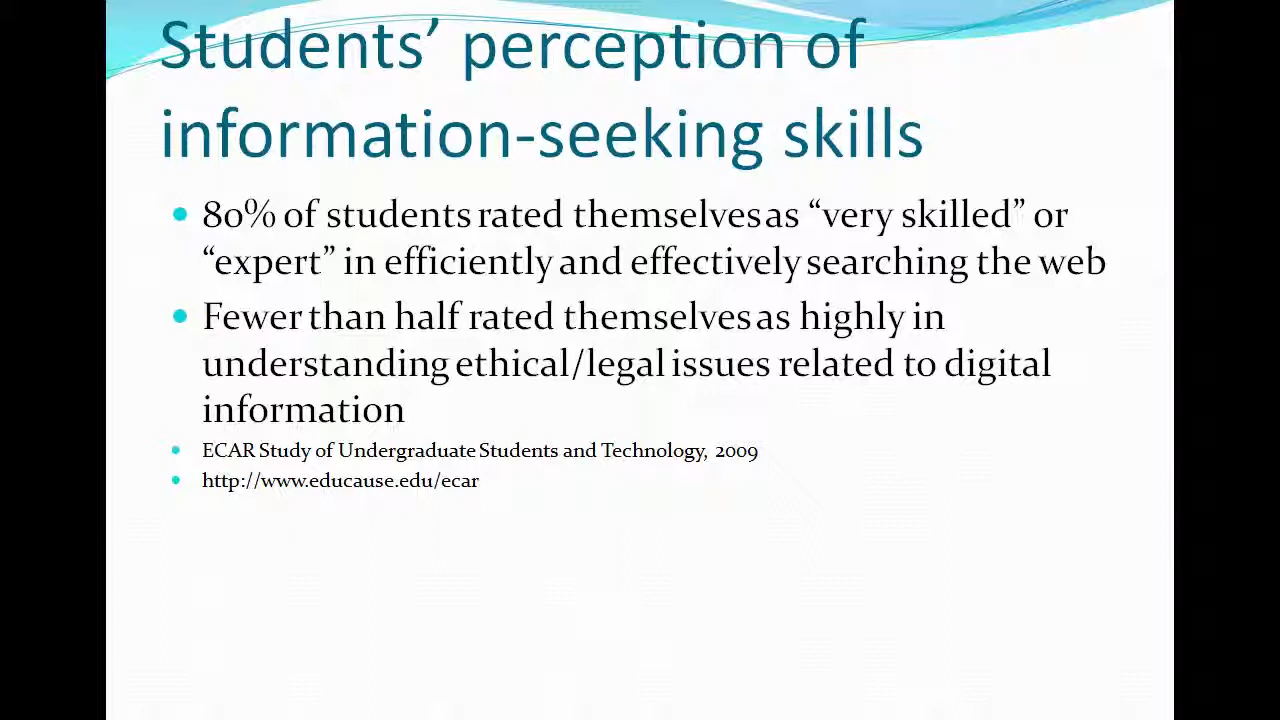 Students’ perception of
information-seeking skills
80% of students rated themselves as “very skilled” or
“expert” in efficiently and effectively searching the web
Fewer than half rated themselves as highly in
understanding ethical/legal issues related to digital
information
ECAR Study of Undergraduate Students and Technology, 2009
http://www.educause.edu/ecar